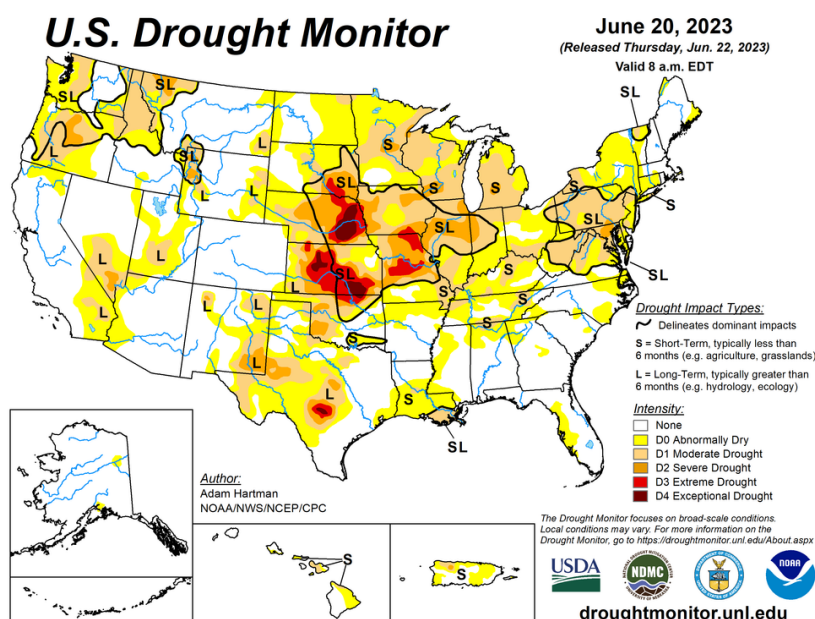 U.S. Drought Monitor
June 20, 2023
(Released Thursday, Jun. 22, 2023)
Valid 8 a.m. EDT
SL
SL
SL
L
SL
L
L
L
S
S
S
S
SL
SL
S
SL
S
SL
L
L
L
L
L
SL
S
S
S
S
S
L
L
L
S
SL
Drought Impact Types:
Delineates dominant impacts
S = Short-Term, typically less than
6 months (e.g. agriculture, grasslands)
L = Long-Term, typically greater than
6 months (e.g. hydrology, ecology)
Intensity:
None
D0 Abnormally Dry
D1 Moderate Drought
D2 Severe Drought
D3 Extreme Drought
D4 Exceptional Drought
Author:
Adam Hartman
NOAA/NWS/NCEP/CPC
S
S
The Drought Monitor focuses on broad-scale conditions.
Local conditions may vary. For more information on the
Drought Monitor, go to https://droughtmonitor.unl.edu/About.aspx
USDA
NDMC
NOAA
droughtmonitor.unl.edu